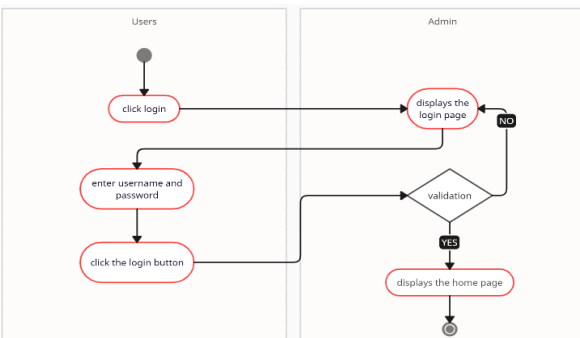 Users
Admin
click login
displays the
login page
NO
enter username and
password
validation
YES
click the login button
displays the home page